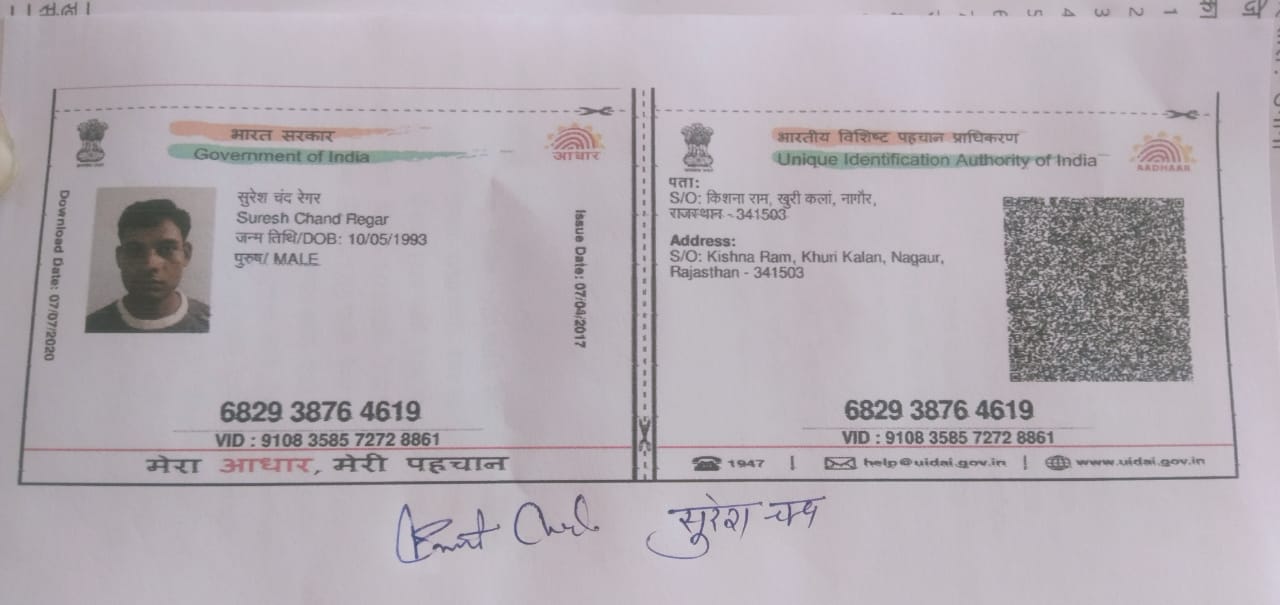 भारत सरकार
Government of India
आधार
Download Date: 07/07/2020
सुरेश चंद रेगर
Suresh Chand Regar
जन्म तिथि/DOB: 10/05/1993
पुरुष/ MALE
Issue Date: 07/04/2017
6829 3876 4619
VID : 9108 3585 7272 8861
मेरा आधार, मेरी पहचान
भारतीय विशिष्ट पहचान प्राधिकरण
Unique Identification Authority of India
AADHAAR
पता:
S/O: किशना राम, खुरी कलां, नागौर,
राजस्थान - 341503
Address:
S/O: Kishna Ram, Khuri Kalan, Nagaur,
Rajasthan - 341503
6829 3876 4619
VID : 9108 3585 7272 8861
1947 | help@uidai.gov.in | www.uidai.gov.in
सुरेश चन्द